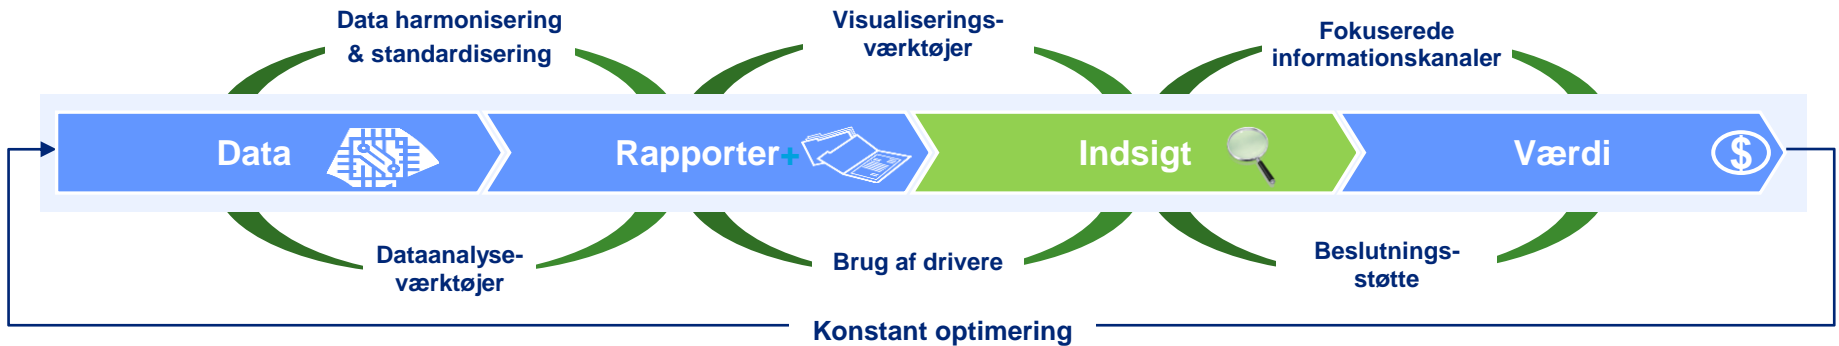 Data harmonisering
& standardisering
Visualiserings-
værktøjer
Fokuserede
informationskanaler
Data
Rapporter+
Indsigt
Værdi
$
Dataanalyse-
værktøjer
Brug af drivere
Beslutnings-
støtte
Konstant optimering